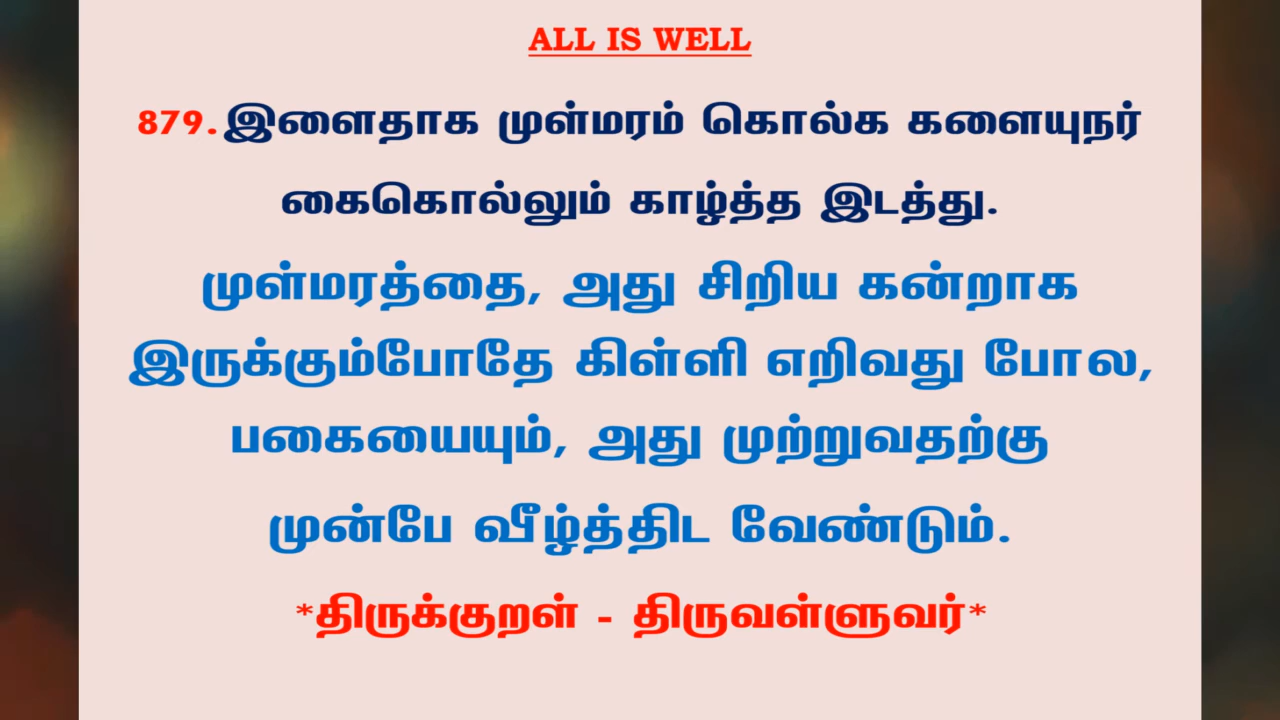 ALL IS WELL
879. இளைதாக முள்மரம் கொல்க களையுநர்
கைகொல்லும் காழ்த்த இடத்து.
முள்மரத்தை, அது சிறிய கன்றாக
இருக்கும்போதே கிள்ளி எறிவது போல,
பகையையும், அது முற்றுவதற்கு
முன்பே வீழ்த்திட வேண்டும்.
*திருக்குறள் - திருவள்ளுவர்*